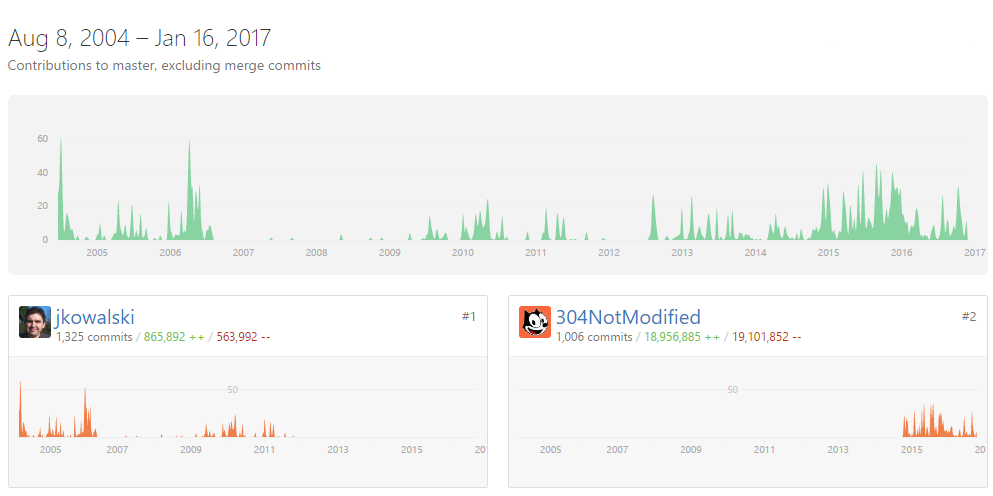 Aug 8, 2004 – Jan 16, 2017
Contributions to master, excluding merge commits
60
40
20
0
2005 2006 2007 2008 2009 2010 2011 2012 2013 2014 2015 2016 2017
jkowalski #1
1,325 commits / 865,892 ++ / 563,992 --
50
2005 2007 2009 2011 2013 2015 20
304NotModified #2
1,006 commits / 18,956,885 ++ / 19,101,852 --
50
2005 2007 2009 2011 2013 2015 20